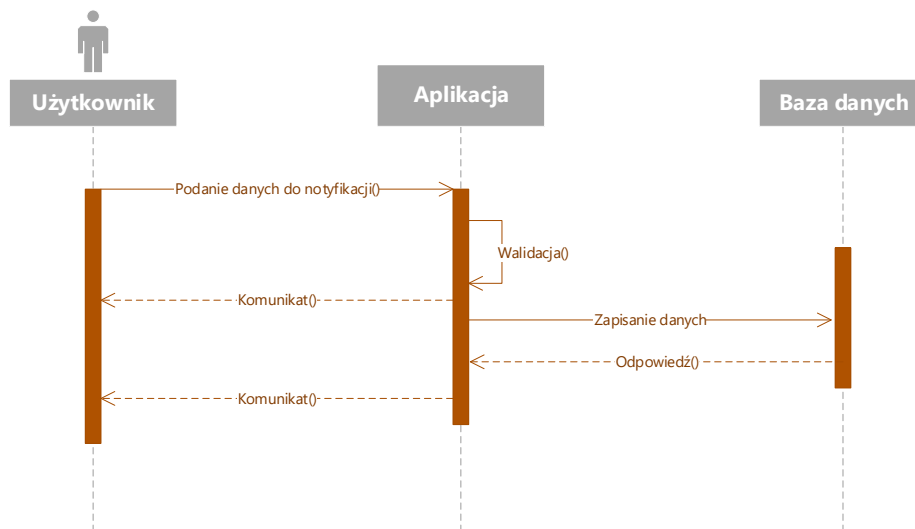 Użytkownik
Aplikacja
Baza danych
Podanie danych do notyfikacji()
Walidacja()
Komunikat()
Zapisanie danych
Odpowiedź()
Komunikat()